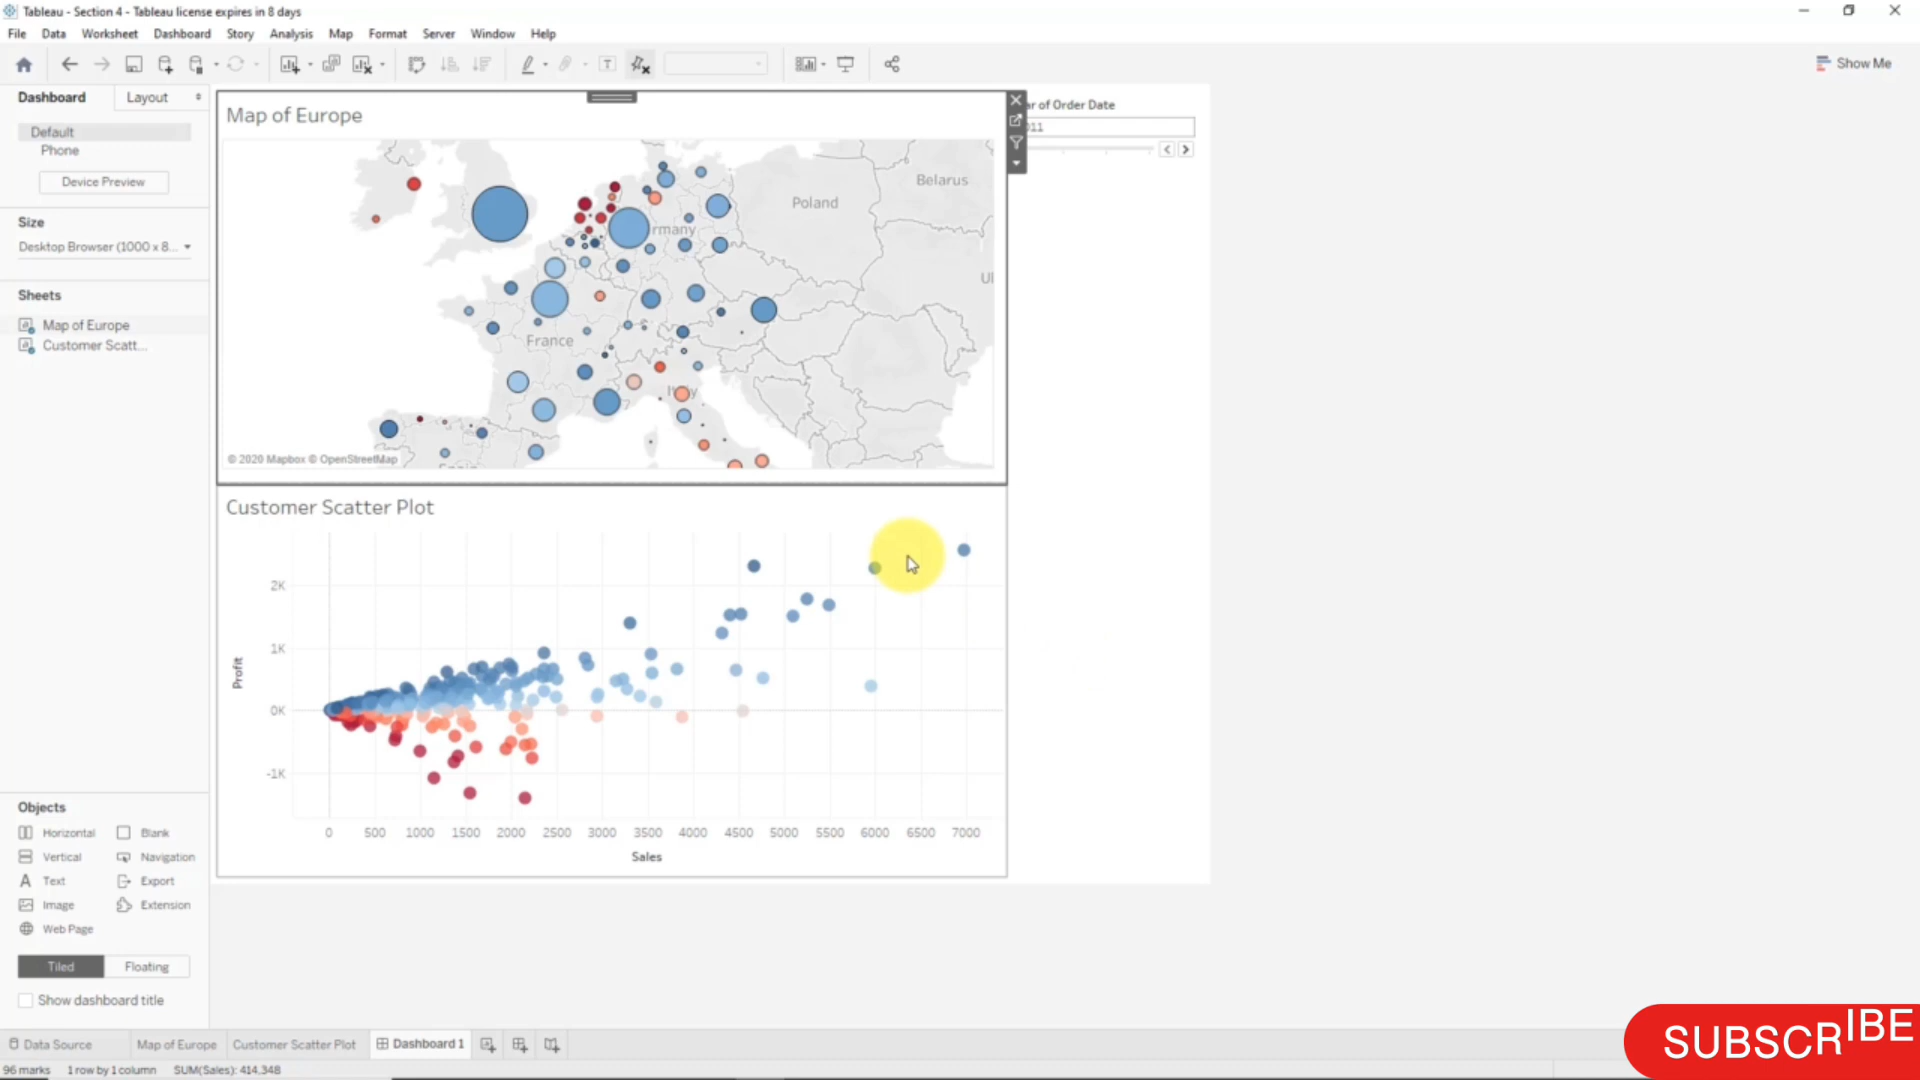 Tableau - Section 4 - Tableau license expires in 8 days
File Data Worksheet Dashboard Story Analysis Map Format Server Window Help
Show Me
Dashboard Layout
Default
Phone
Device Preview
Size
Desktop Browser (1000 x 8...
Sheets
Map of Europe
Customer Scatt...
Objects
Horizontal Blank
Vertical Navigation
Text Export
Image Extension
Web Page
Tiled Floating
Show dashboard title
Map of Europe
Belarus
Poland
rmany
Ul
France
Italy
© 2020 Mapbox © OpenStreetMap
ar of Order Date
011
Customer Scatter Plot
2K
1K
0K
-1K
Profit
0 500 1000 1500 2000 2500 3000 3500 4000 4500 5000 5500 6000 6500 7000
Sales
Data Source Map of Europe Customer Scatter Plot Dashboard 1
96 marks 1 row by 1 column SUM(Sales): 414,348
SUBSCRIBE